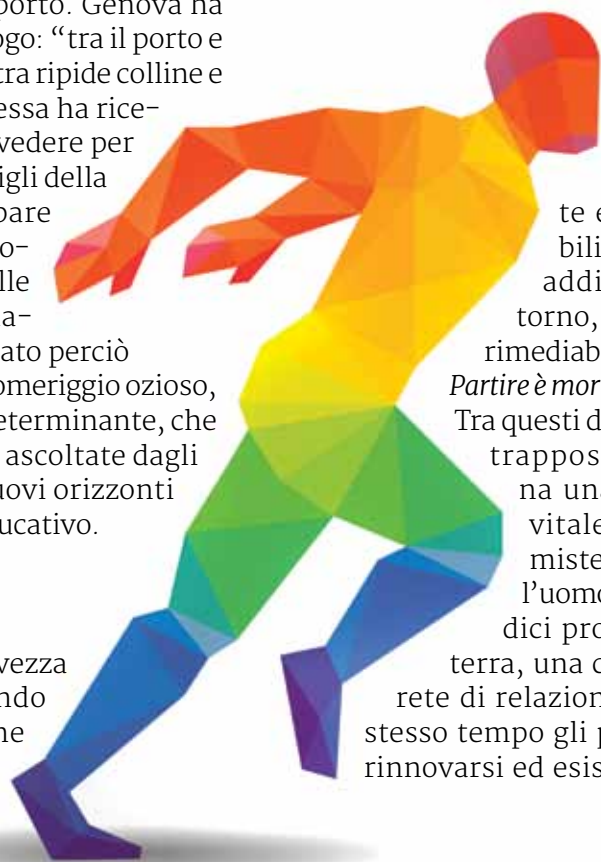 porto. Genova ha
ogo: “tra il porto e
tra ripide colline e
essa ha rice-
vedere per
igli della
pare
o-
lle
a-
ato perciò
omeriggio ozioso,
eterminante, che
ascoltate dagli
uovi orizzonti
ucativo.
vezza
ndo
ne
te e
bili
addi
torno,
rimediab
Partire è mor
Tra questi d
trappos
na una
vitale
miste
l’uomo
dici pro
terra, una c
rete di relazion
stesso tempo gli p
rinnovarsi ed esis